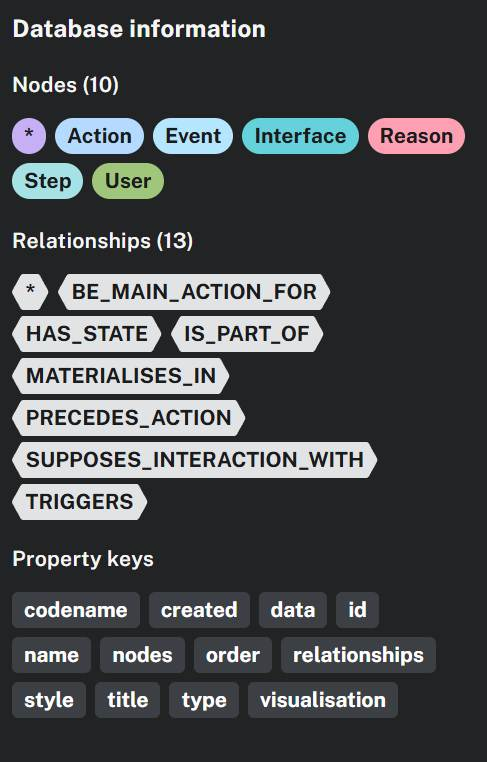 Database information
Nodes (10)
* Action Event Interface Reason
Step User
Relationships (13)
* BE_MAIN_ACTION_FOR
HAS_STATE IS_PART_OF
MATERIALISES_IN
PRECEDES_ACTION
SUPPOSES_INTERACTION_WITH
TRIGGERS
Property keys
codename created data id
name nodes order relationships
style title type visualisation